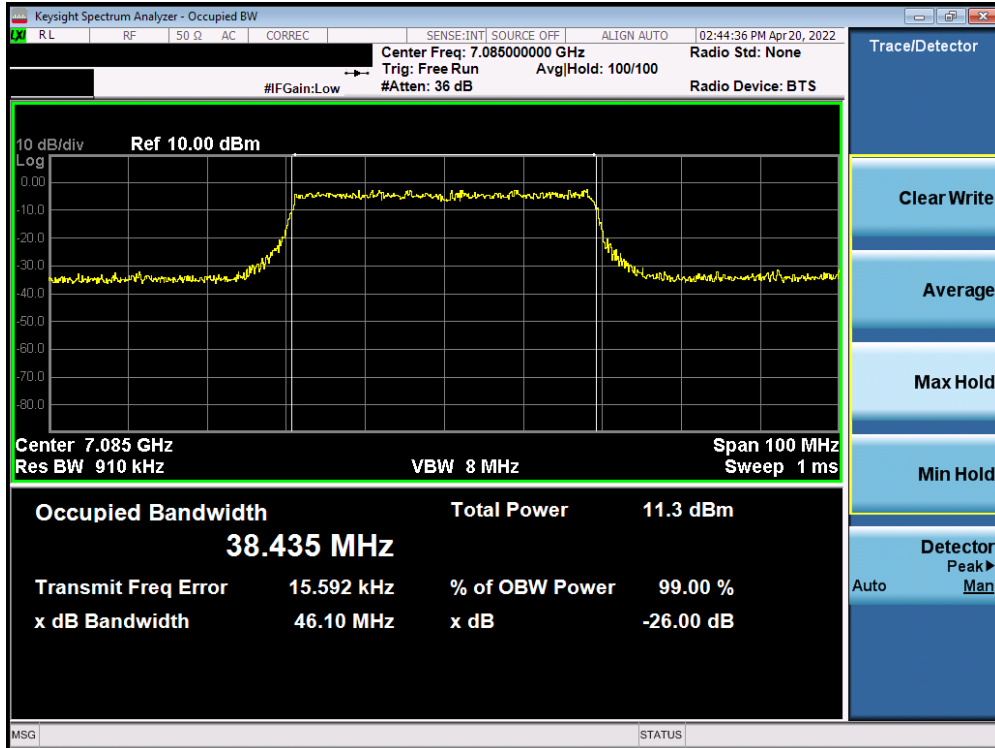 Keysight Spectrum Analyzer - Occupied BW
LXI RL RF 50 Ω AC CORREC SENSE:INT SOURCE OFF ALIGN AUTO 02:44:36 PM Apr 20, 2022
Center Freq: 7.085000000 GHz Radio Std: None
Trig: Free Run Avg|Hold: 100/100
#IFGain:Low #Atten: 36 dB Radio Device: BTS
10 dB/div Ref 10.00 dBm
Log
0.00
-10.0
-20.0
-30.0
-40.0
-50.0
-60.0
-70.0
-80.0
Center 7.085 GHz Span 100 MHz
Res BW 910 kHz VBW 8 MHz Sweep 1 ms
Occupied Bandwidth Total Power 11.3 dBm
38.435 MHz
Transmit Freq Error 15.592 kHz % of OBW Power 99.00 %
x dB Bandwidth 46.10 MHz x dB -26.00 dB
Trace/Detector
Clear Write
Average
Max Hold
Min Hold
Detector
Peak▶
Auto Man
MSG STATUS